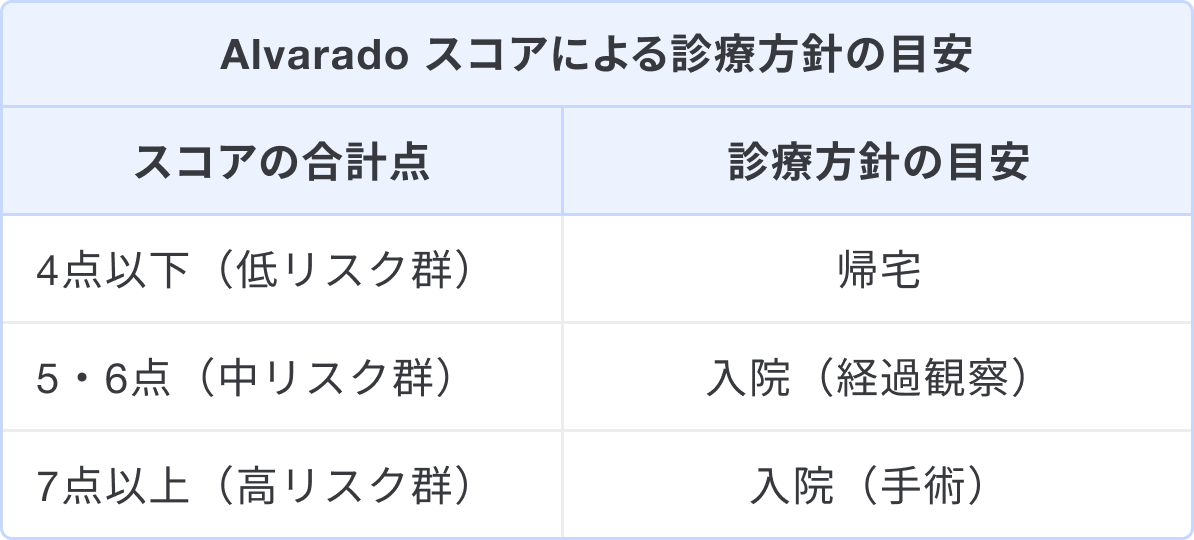 Alvarado スコアによる診療方針の目安
スコアの合計点 診療方針の目安
4点以下（低リスク群） 帰宅
5・6点（中リスク群） 入院（経過観察）
7点以上（高リスク群） 入院（手術）